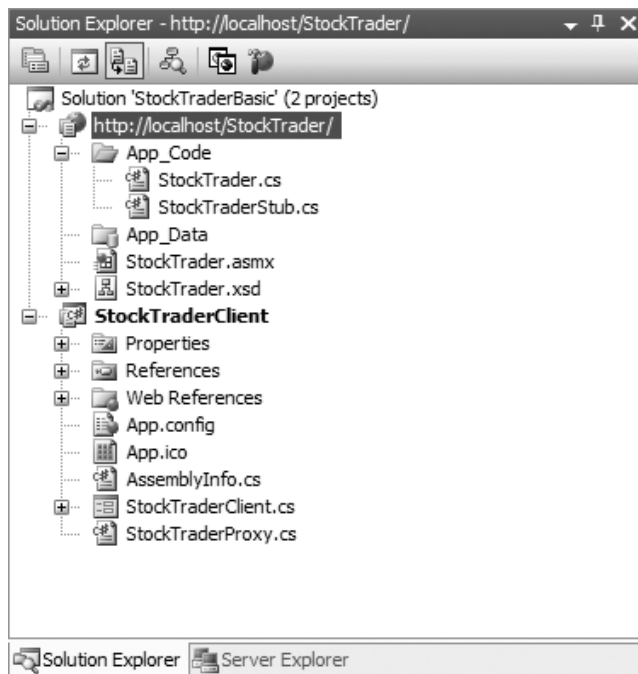 Solution Explorer - http://localhost/StockTrader/
Solution 'StockTraderBasic' (2 projects)
http://localhost/StockTrader/
App_Code
StockTrader.cs
StockTraderStub.cs
App_Data
StockTrader.asmx
StockTrader.xsd
StockTraderClient
Properties
References
Web References
App.config
App.ico
AssemblyInfo.cs
StockTraderClient.cs
StockTraderProxy.cs
Solution Explorer Server Explorer